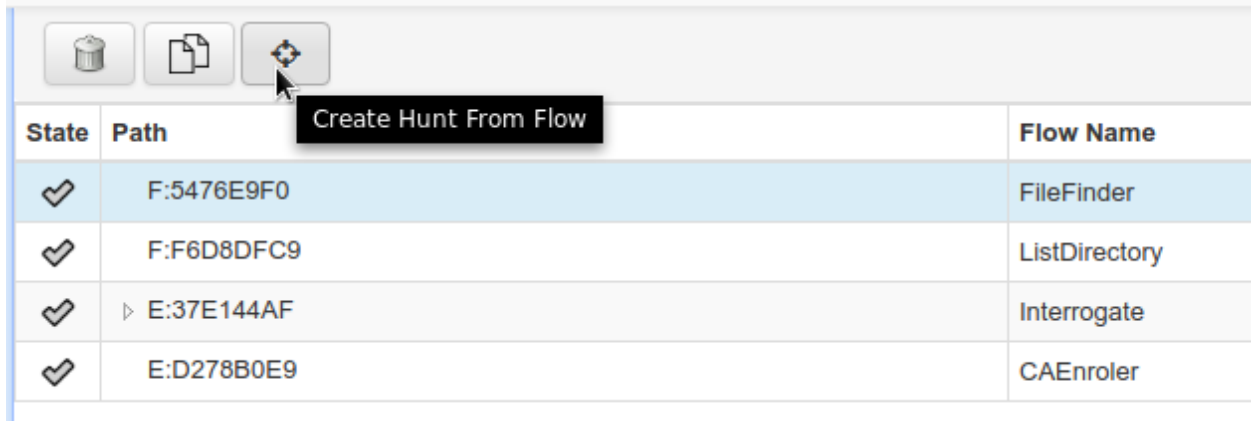 Create Hunt From Flow
State Path Flow Name
F:5476E9F0 FileFinder
F:F6D8DFC9 ListDirectory
E:37E144AF Interrogate
E:D278B0E9 CAEnroler